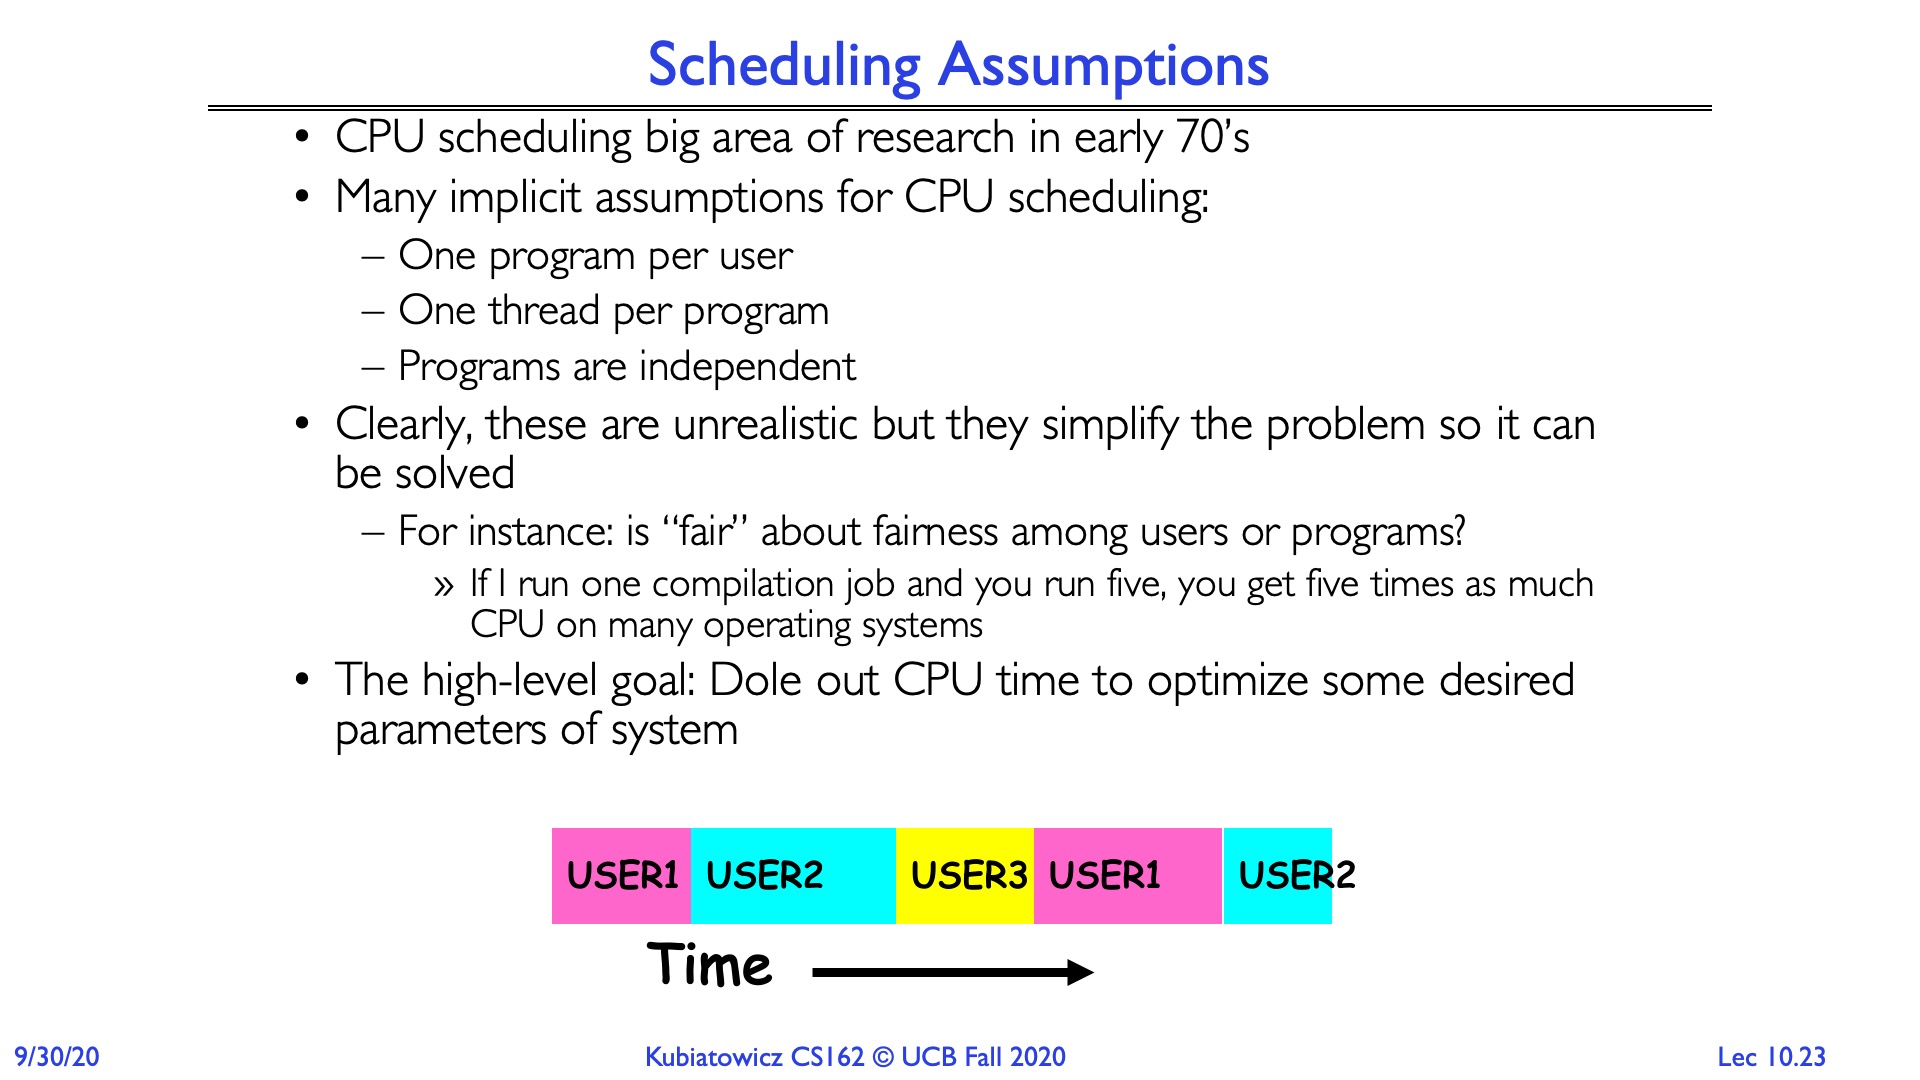 Scheduling Assumptions
• CPU scheduling big area of research in early 70’s
• Many implicit assumptions for CPU scheduling:
– One program per user
– One thread per program
– Programs are independent
• Clearly, these are unrealistic but they simplify the problem so it can
be solved
– For instance: is “fair” about fairness among users or programs?
» If I run one compilation job and you run five, you get five times as much
CPU on many operating systems
• The high-level goal: Dole out CPU time to optimize some desired
parameters of system
USER1 USER2 USER3 USER1 USER2
Time
9/30/20 Kubiatowicz CS162 © UCB Fall 2020 Lec 10.23